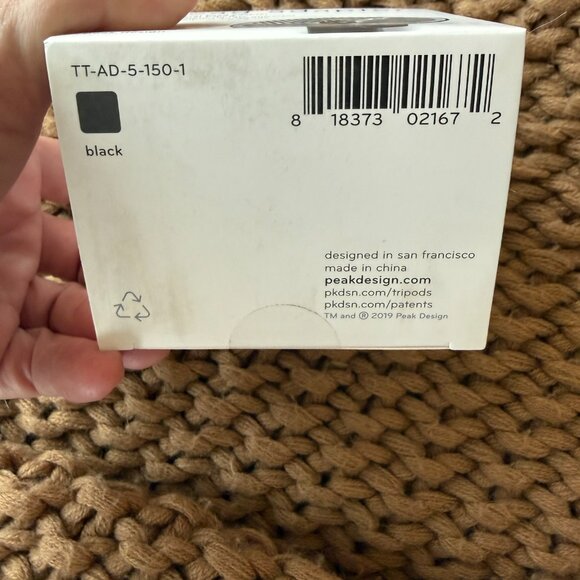 TT-AD-5-150-1
black
8 18373 02167 2
designed in san francisco
made in china
peakdesign.com
pkdsn.com/tripods
pkdsn.com/patents
TM and ® 2019 Peak Design